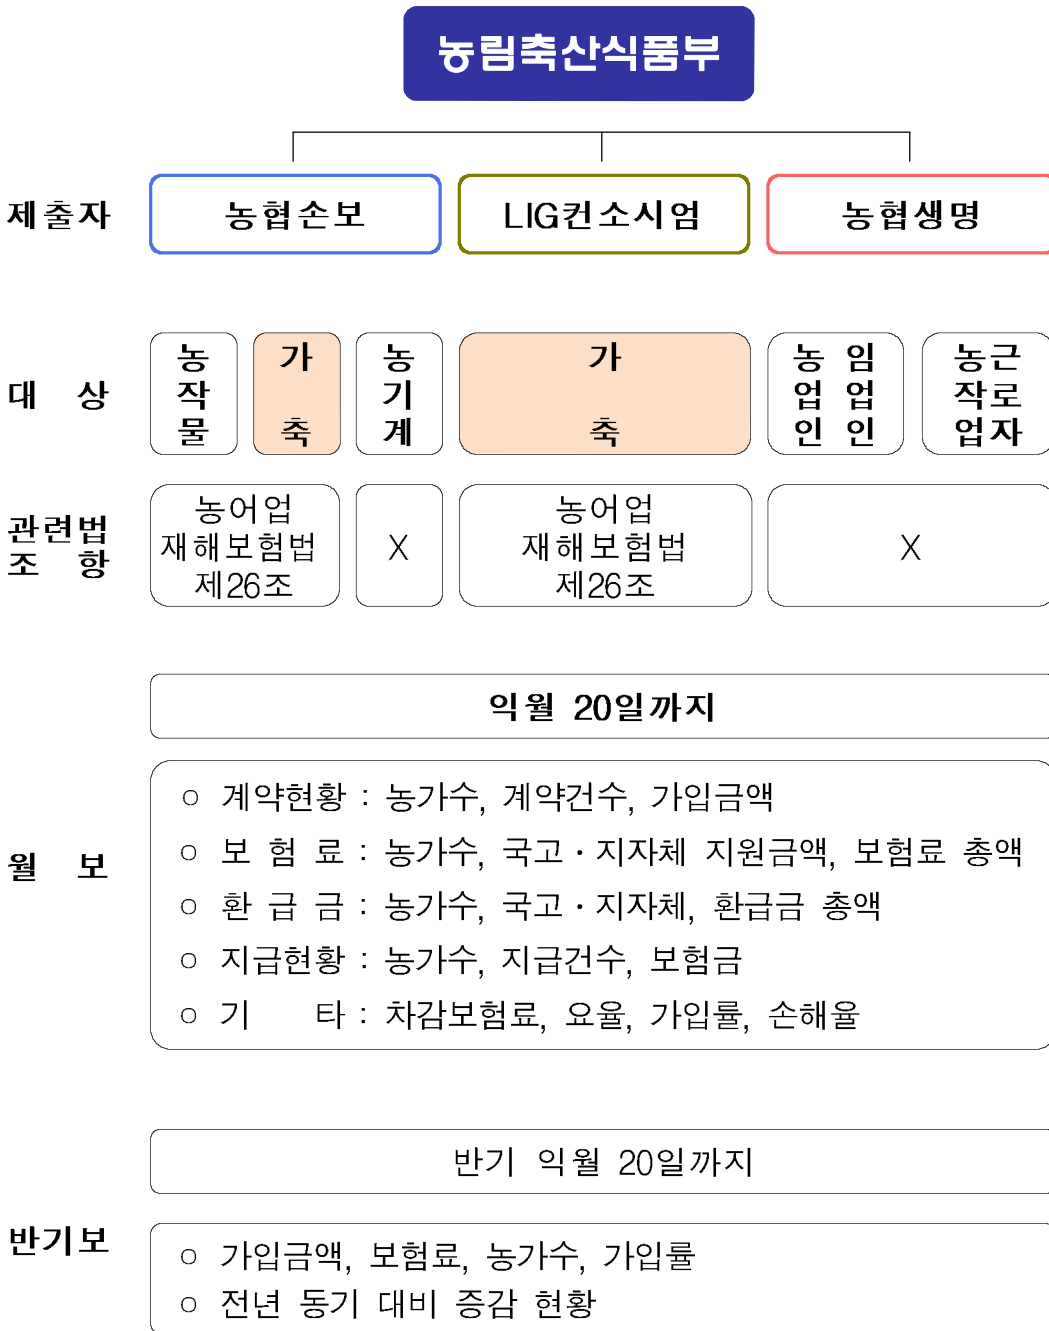 농림축산식품부
제출자
농협손보
LIG컨소시엄
농협생명
대 상
농작물
가축
농기계
가축
농업인 임업인
농작업 근로자
관련법
조 항
농어업
재해보험법
제26조
X
농어업
재해보험법
제26조
X
익월 20일까지
월 보
○ 계약현황 : 농가수, 계약건수, 가입금액
○ 보 험 료 : 농가수, 국고·지자체 지원금액, 보험료 총액
○ 환 급 금 : 농가수, 국고·지자체, 환급금 총액
○ 지급현황 : 농가수, 지급건수, 보험금
○ 기 타 : 차감보험료, 요율, 가입률, 손해율
반기 익월 20일까지
반기보
○ 가입금액, 보험료, 농가수, 가입률
○ 전년 동기 대비 증감 현황